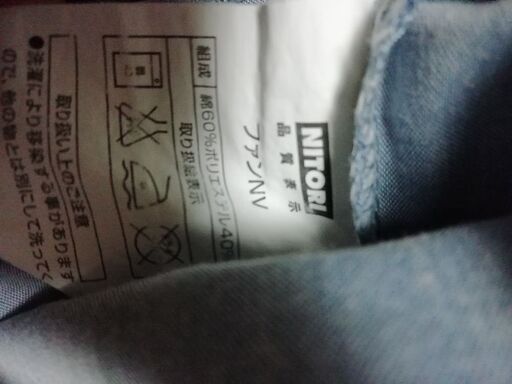 NITORI
品質表示
ファンNV
組成 綿60%ポリエステル40%
取り扱い絵表示
取り扱い上のご注意
●洗濯により移染する事があります
ので、他の物とは別にして洗ってく